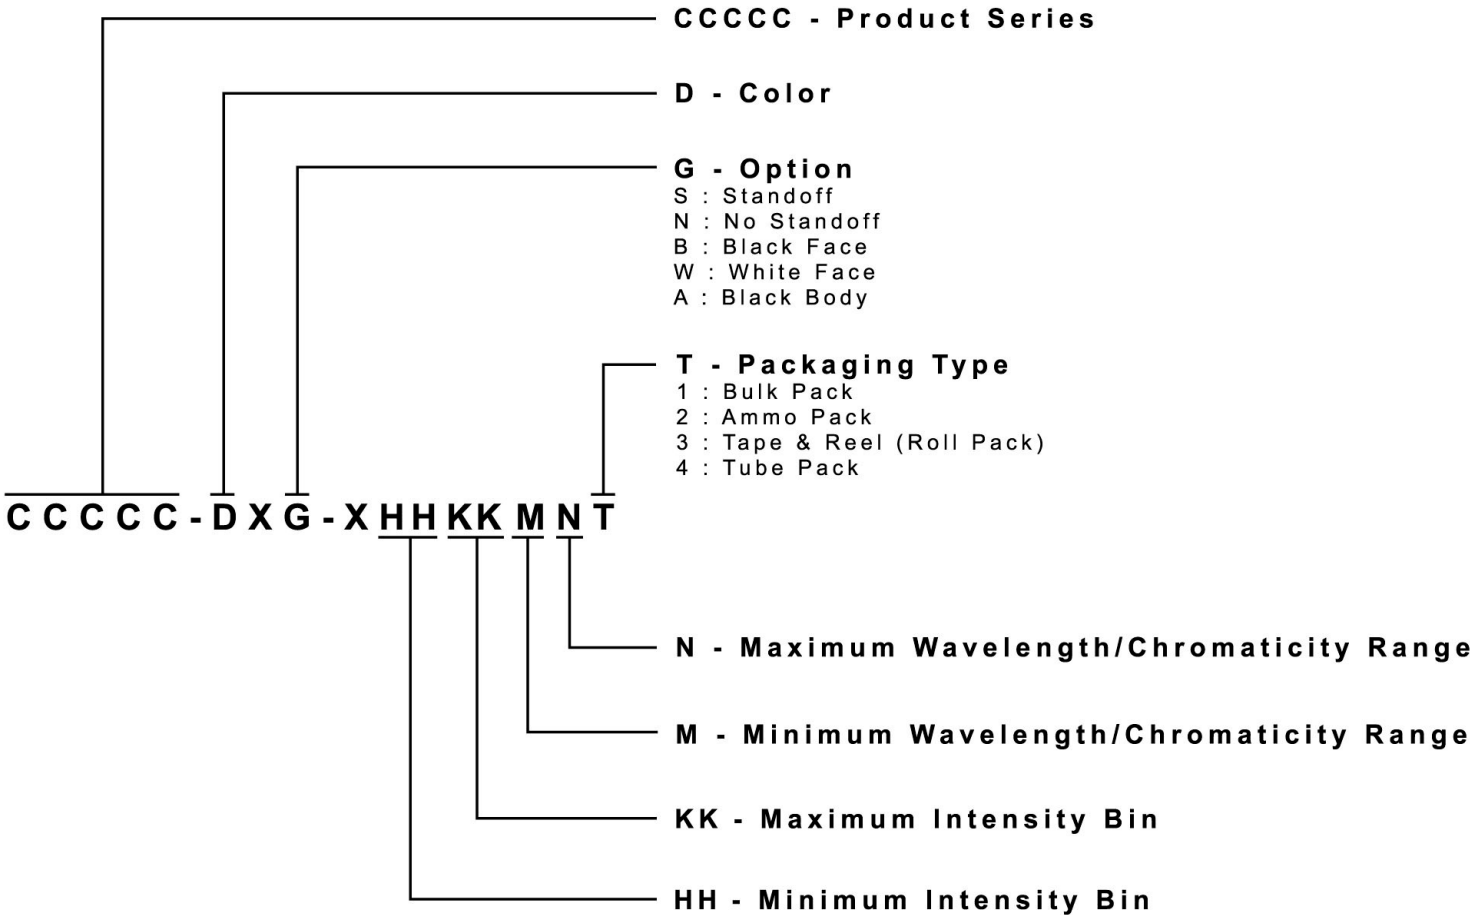 CCCCC - Product Series
D - Color
G - Option
S : Standoff
N : No Standoff
B : Black Face
W : White Face
A : Black Body
T - Packaging Type
1 : Bulk Pack
2 : Ammo Pack
3 : Tape & Reel (Roll Pack)
4 : Tube Pack
CCCCC-DXG-XHHKKMNT
N - Maximum Wavelength/Chromaticity Range
M - Minimum Wavelength/Chromaticity Range
KK - Maximum Intensity Bin
HH - Minimum Intensity Bin